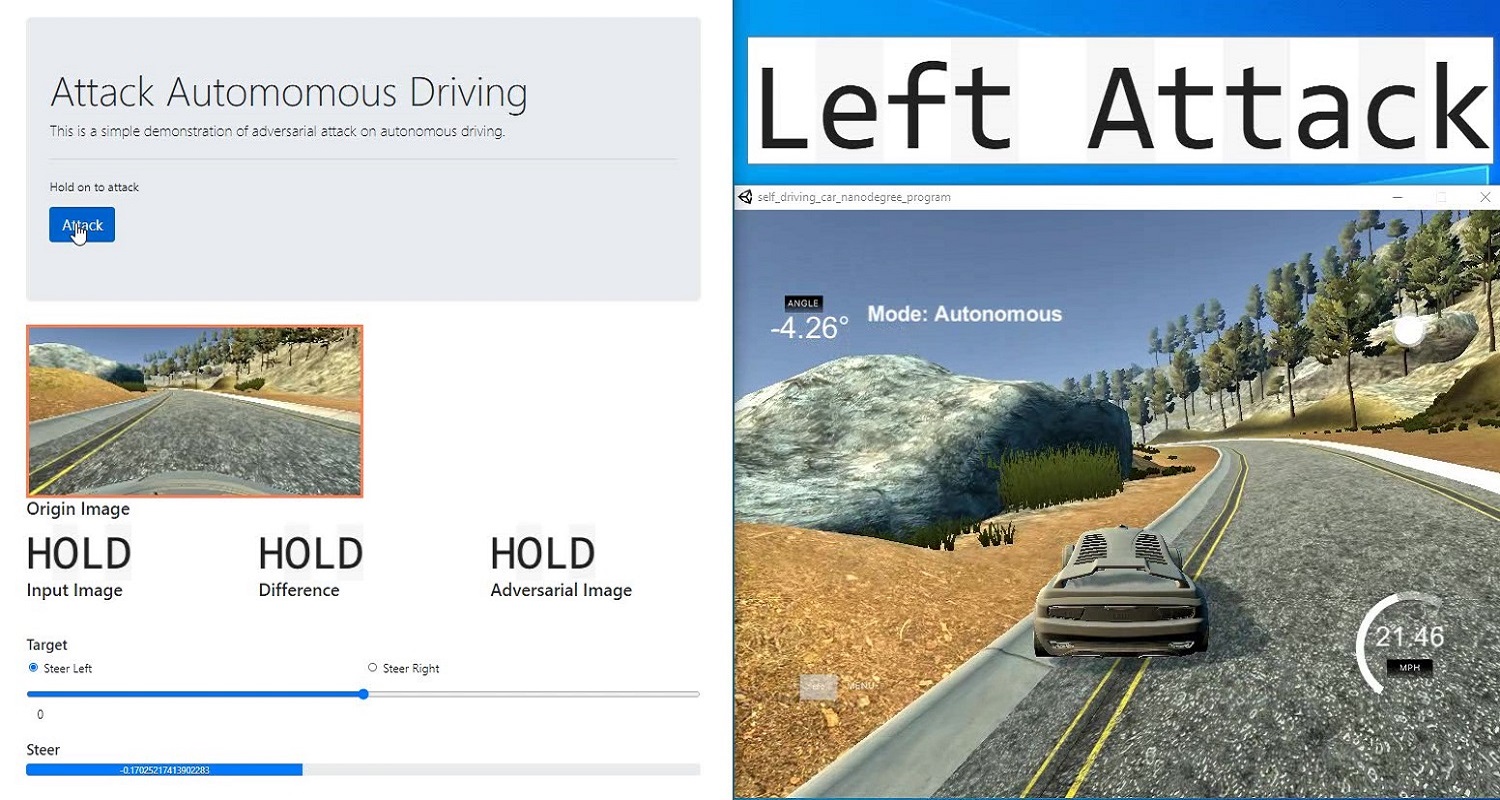 Attack Automomous Driving
This is a simple demonstration of adversarial attack on autonomous driving.
Hold on to attack
Attack
Origin Image
HOLD HOLD HOLD
Input Image Difference Adversarial Image
Target
Steer Left Steer Right
0
Steer
-0.17025217413902283
Left Attack
self_driving_car_nanodegree_program
ANGLE
-4.26°
Mode: Autonomous
21.46
MPH
MENU